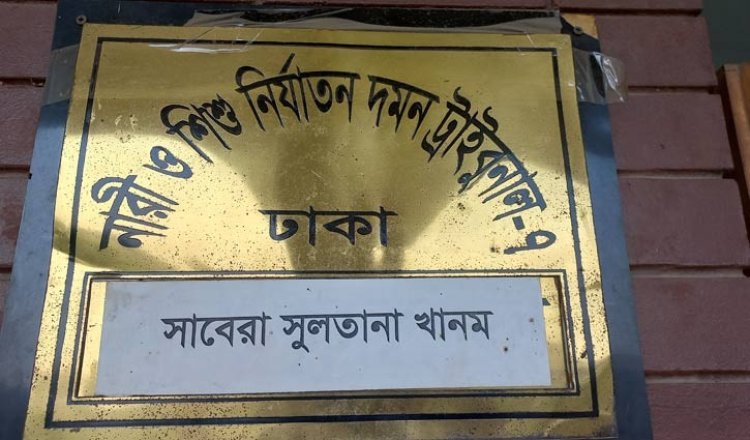 নারী ও শিশু নির্যাতন দমন ট্রাইবুনাল-৭
ঢাকা
সাবেরা সুলতানা খানম